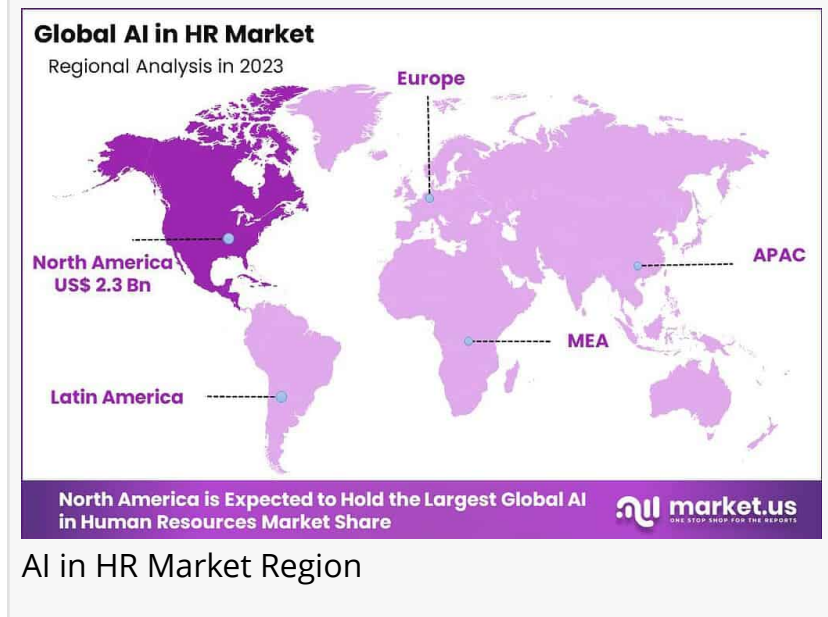 Global AI in HR Market
Regional Analysis in 2023
Europe
North America
US$ 2.3 Bn
APAC
MEA
Latin America
North America is Expected to Hold the Largest Global AI
in Human Resources Market Share
market.us
ONE STOP SHOP FOR THE REPORTS
AI in HR Market Region